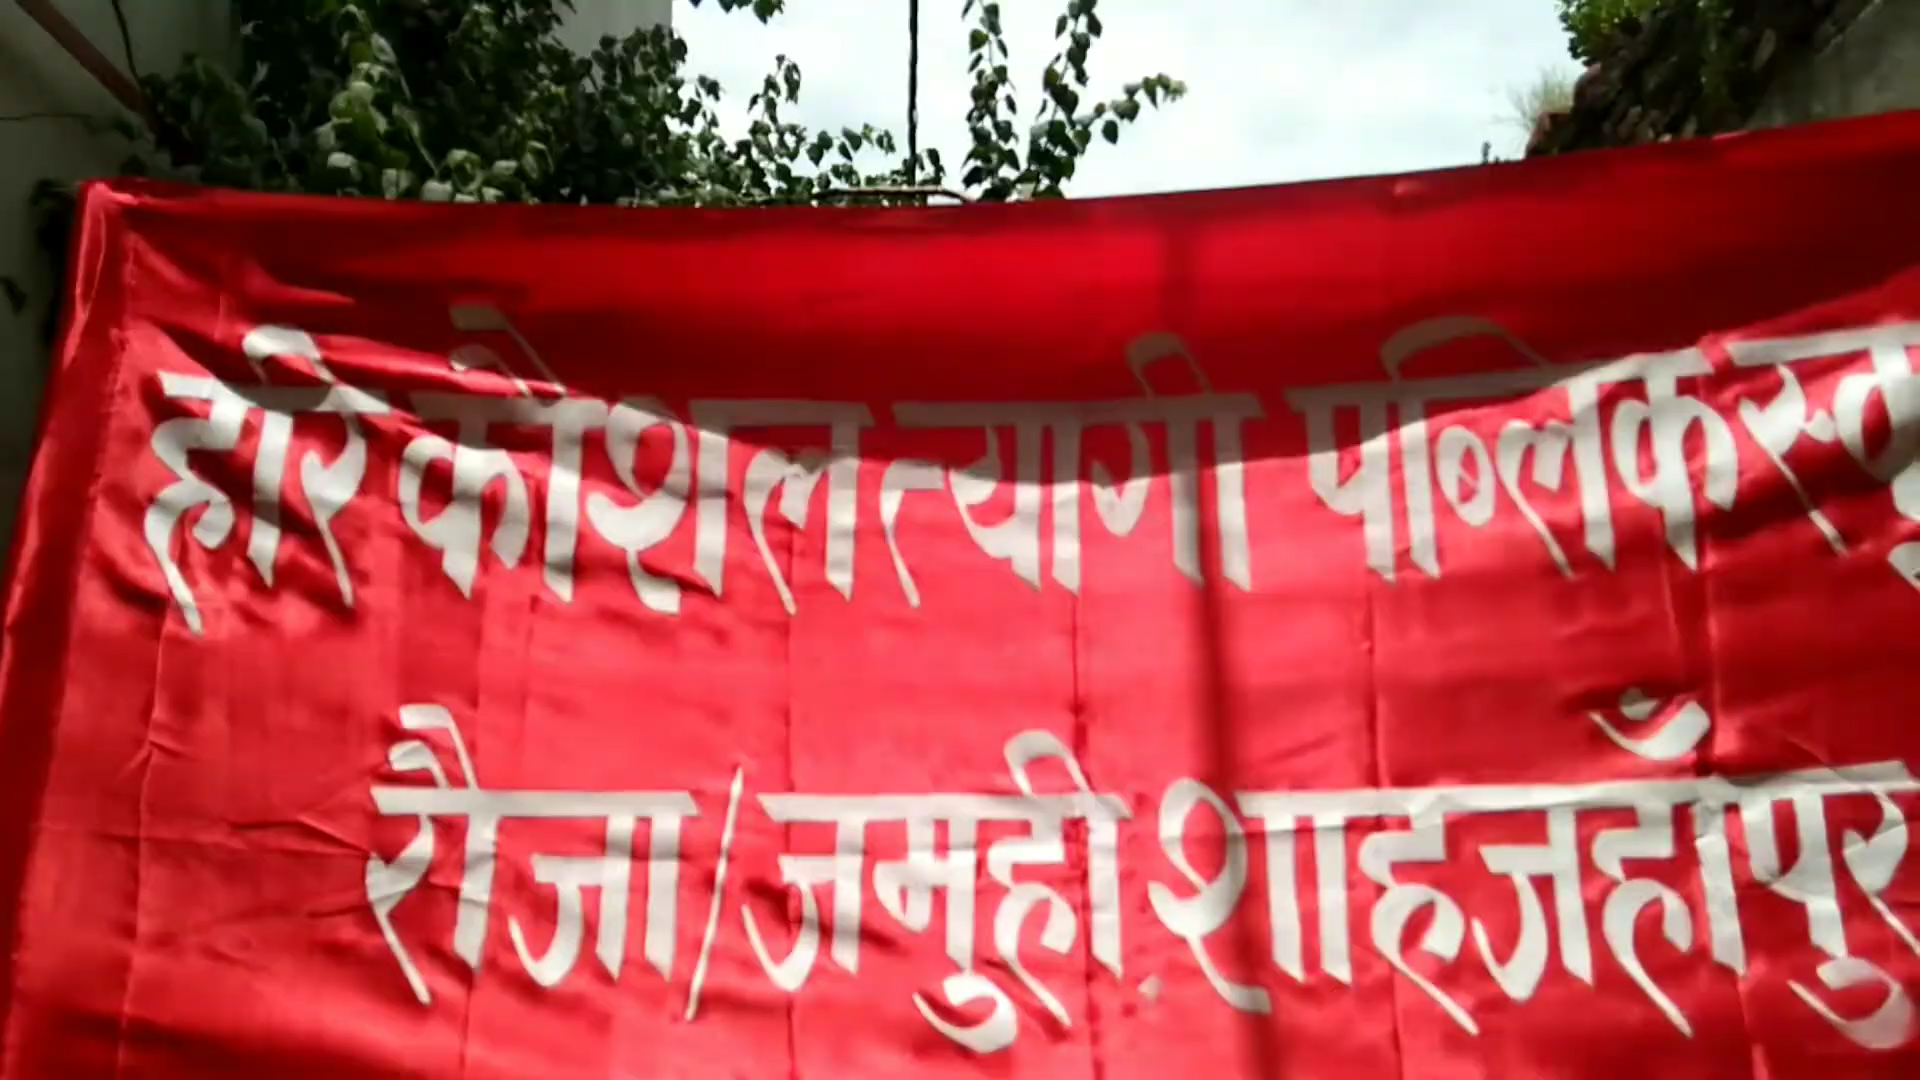 हरि कौशल त्यागी पब्लिक स्कू
रौजा/जमुही शाहजहाँपुर